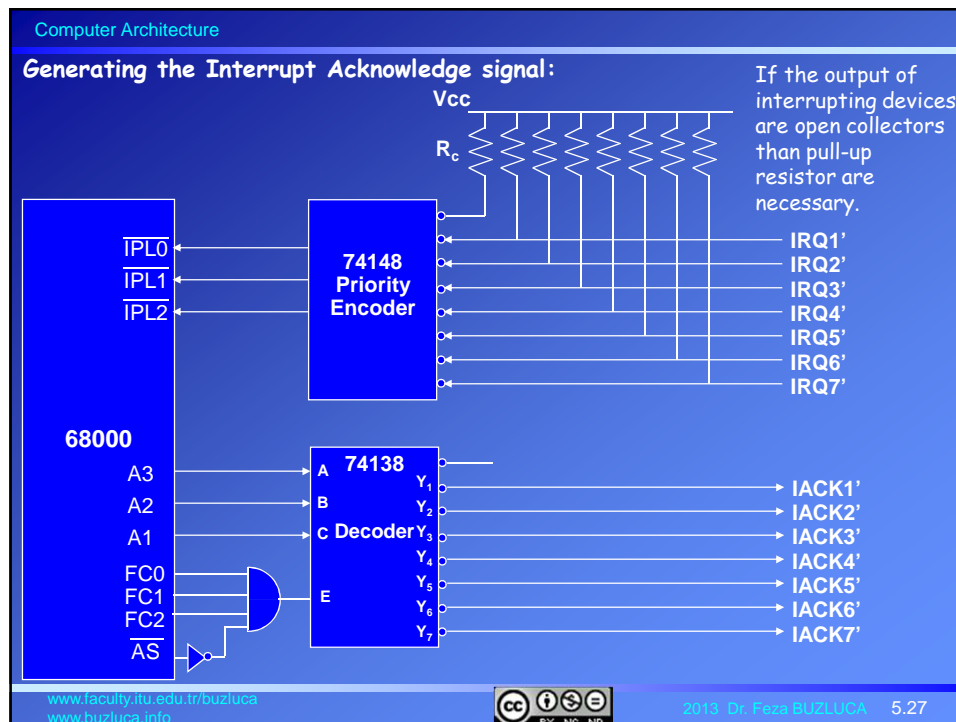 Computer Architecture
Generating the Interrupt Acknowledge signal:
If the output of
interrupting devices
are open collectors
than pull-up
resistor are
necessary.
Vcc
Rc
IPL0
IPL1
IPL2
74148
Priority
Encoder
IRQ1'
IRQ2'
IRQ3'
IRQ4'
IRQ5'
IRQ6'
IRQ7'
68000
A3
A2
A1
FC0
FC1
FC2
AS
74138
Decoder
A
B
C
E
Y1
Y2
Y3
Y4
Y5
Y6
Y7
IACK1'
IACK2'
IACK3'
IACK4'
IACK5'
IACK6'
IACK7'
www.faculty.itu.edu.tr/buzluca
www.buzluca.info
cc
BY NC ND
2013 Dr. Feza BUZLUCA 5.27